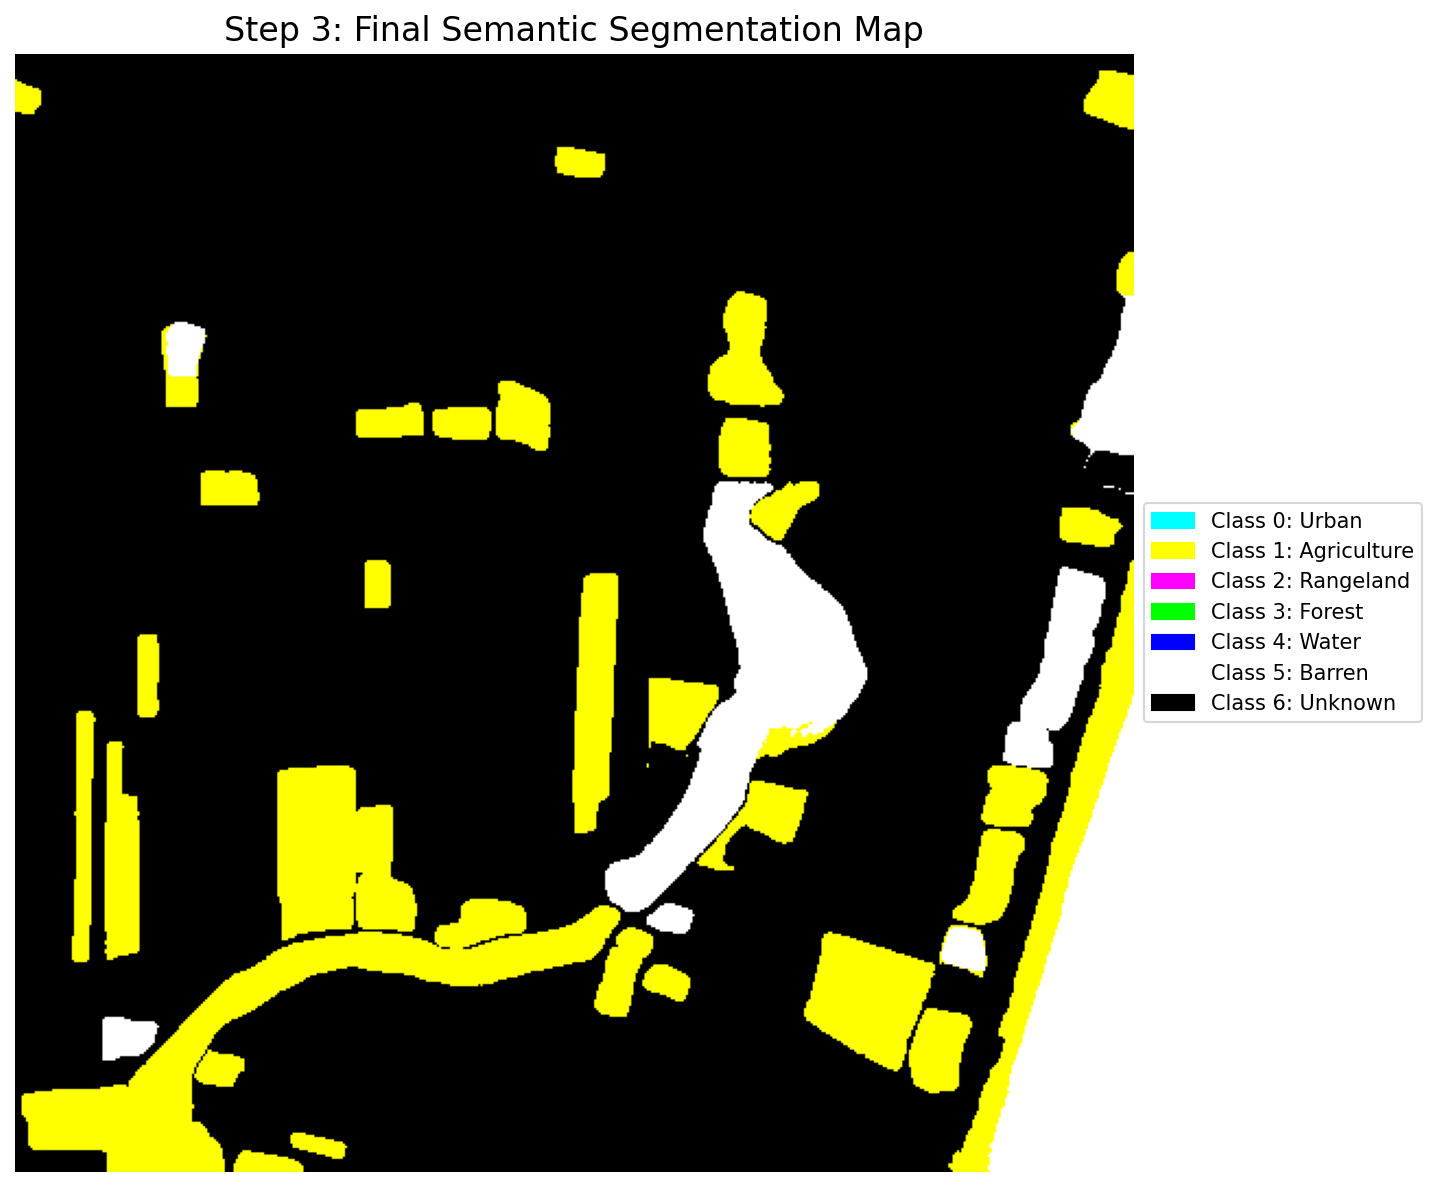 Step 3: Final Semantic Segmentation Map
Class 0: Urban
Class 1: Agriculture
Class 2: Rangeland
Class 3: Forest
Class 4: Water
Class 5: Barren
Class 6: Unknown